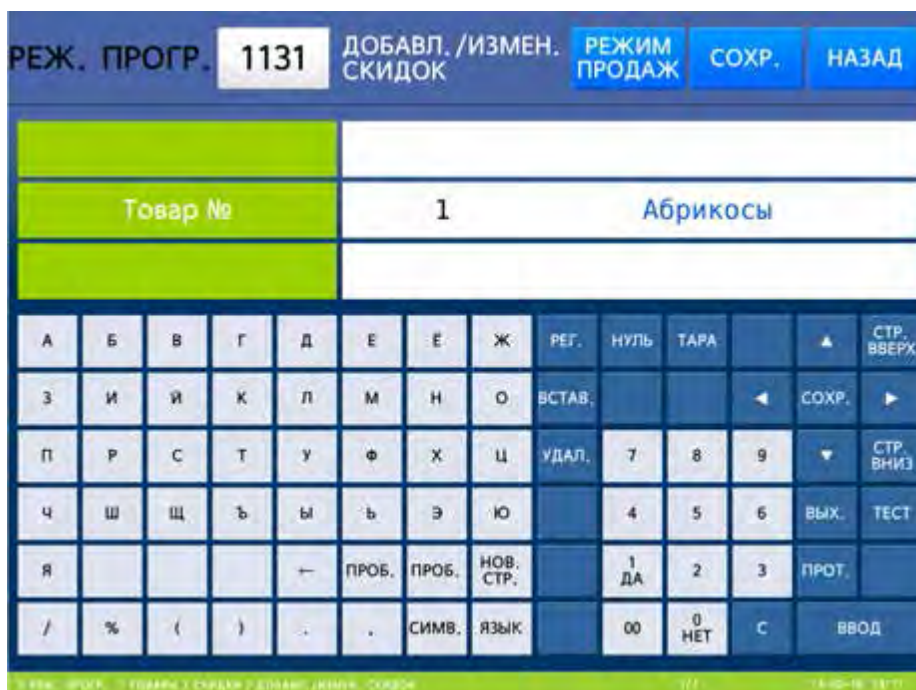 РЕЖ. ПРОГР. 1131 ДОБАВЛ./ИЗМЕН. СКИДОК РЕЖИМ ПРОДАЖ СОХР. НАЗАД
Товар № 1 Абрикосы
А Б В Г Д Е Ё Ж РЕГ. НУЛЬ ТАРА ▲ СТР. ВВЕРХ
З И Й К Л М Н О ВСТАВ. ◀ СОХР. ▶
П Р С Т У Ф Х Ц УДАЛ. 7 8 9 ▼ СТР. ВНИЗ
Ч Ш Щ Ъ Ы Ь Э Ю 4 5 6 ВЫХ. ТЕСТ
Я ← ПРОБ. ПРОБ. НОВ. СТР. 1 ДА 2 3 ПРОТ.
/ % ( ) . , СИМВ. ЯЗЫК 00 0 НЕТ С ВВОД